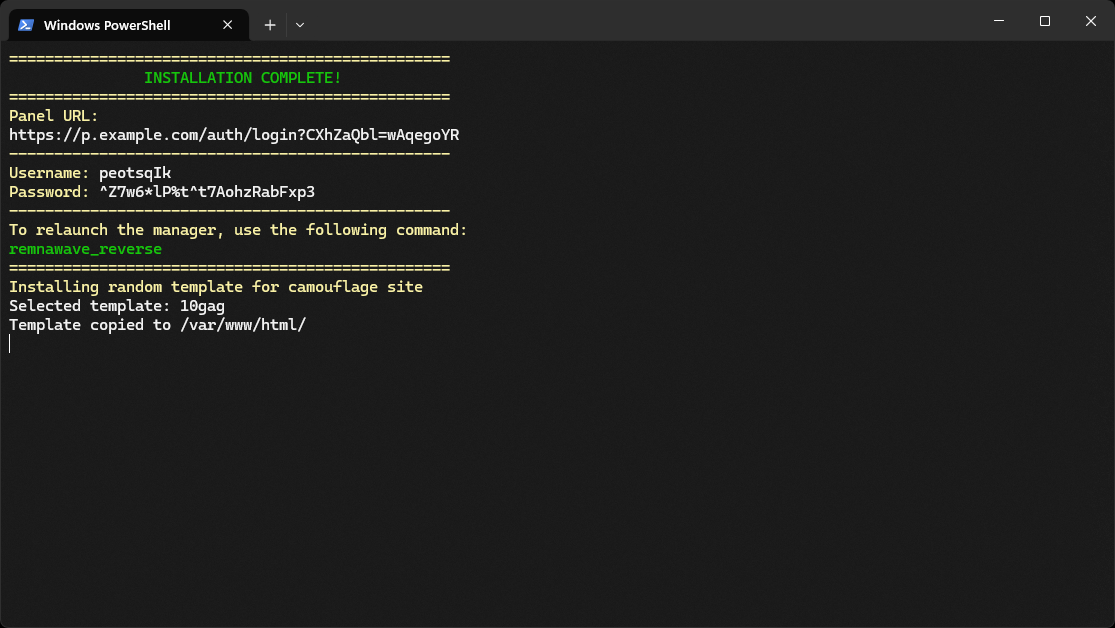 Windows PowerShell
=================================================
INSTALLATION COMPLETE!
=================================================
Panel URL:
https://p.example.com/auth/login?CXhZaQbl=wAqegoYR
-------------------------------------------------
Username: peotsqIk
Password: ^Z7w6*lP%t^t7AohzRabFxp3
-------------------------------------------------
To relaunch the manager, use the following command:
remnawave_reverse
=================================================
Installing random template for camouflage site
Selected template: 10gag
Template copied to /var/www/html/